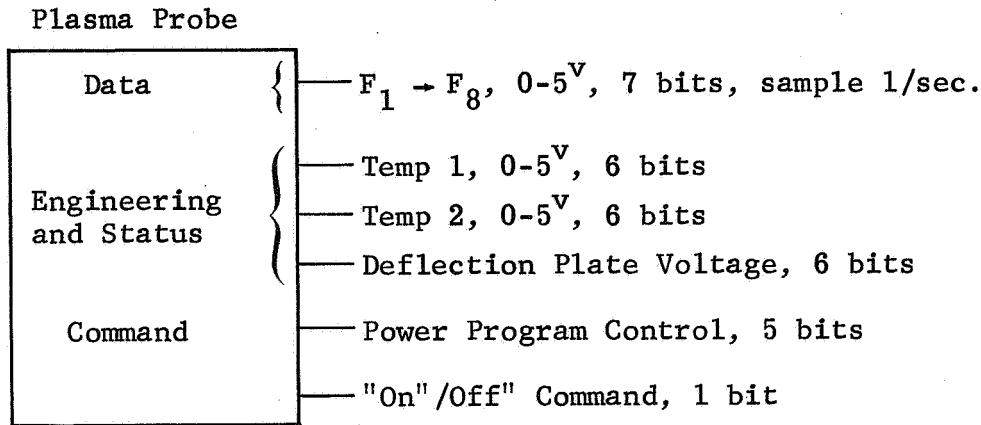 Plasma Probe
Data { F₁ → F₈, 0-5ⱽ, 7 bits, sample 1/sec.
Temp 1, 0-5ⱽ, 6 bits
Engineering and Status { Temp 2, 0-5ⱽ, 6 bits
Deflection Plate Voltage, 6 bits
Command Power Program Control, 5 bits
"On"/Off" Command, 1 bit